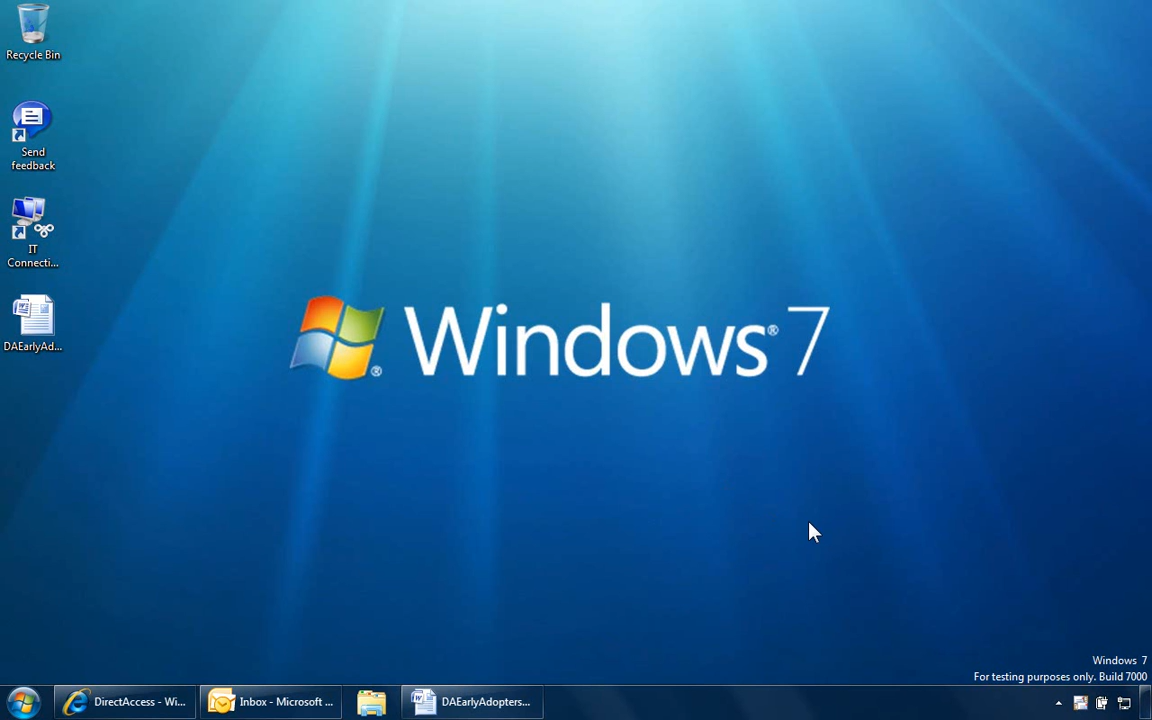 Recycle Bin
Send
feedback
IT
Connecti...
DAEarlyAd...
Windows® 7
®
Windows 7
For testing purposes only. Build 7000
DirectAccess - Wi...
Inbox - Microsoft ...
DAEarlyAdopters...